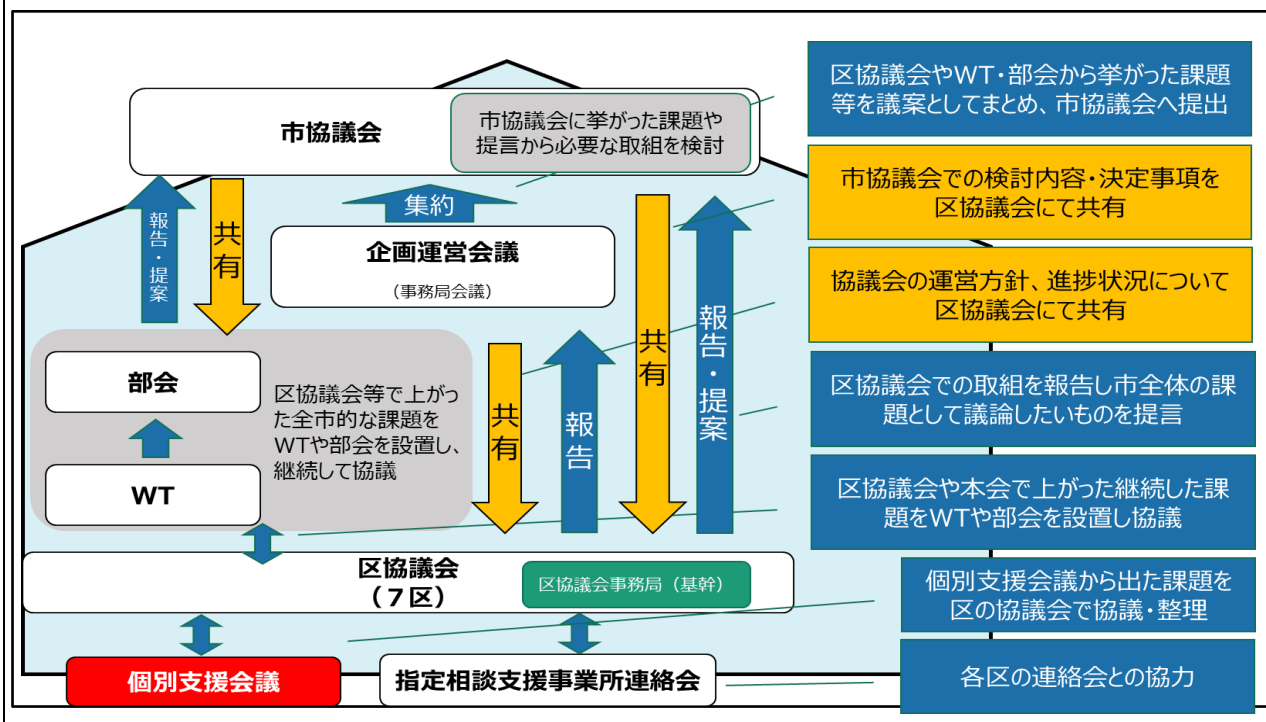 市協議会
市協議会に挙がった課題や
提言から必要な取組を検討
報告・提案
共有
集約
企画運営会議
(事務局会議)
共有
報告
共有
報告・提案
部会
WT
区協議会等で上がっ
た全市的な課題を
WTや部会を設置し、
継続して協議
区協議会
(7区)
区協議会事務局(基幹)
個別支援会議
指定相談支援事業所連絡会
区協議会やWT・部会から挙がった課題
等を議案としてまとめ、市協議会へ提出
市協議会での検討内容・決定事項を
区協議会にて共有
協議会の運営方針、進捗状況について
区協議会にて共有
区協議会での取組を報告し市全体の課
題として議論したいものを提言
区協議会や本会で上がった継続した課
題をWTや部会を設置し協議
個別支援会議から出た課題を
区の協議会で協議・整理
各区の連絡会との協力